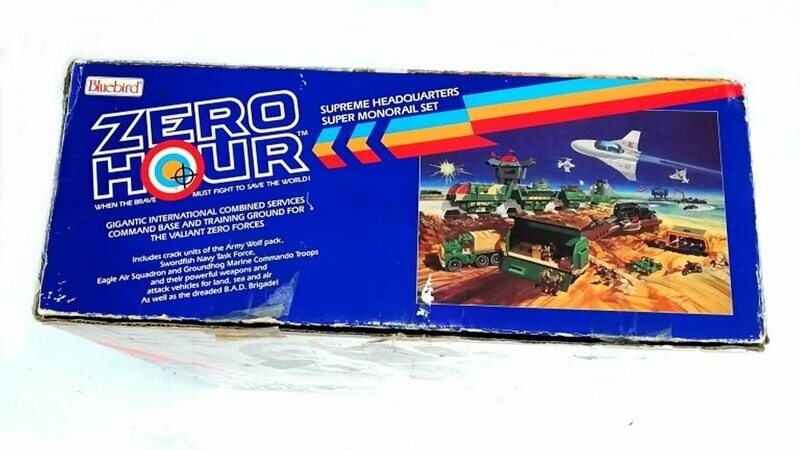 Bluebird
ZERO
HOUR™
WHEN THE BRAVE MUST FIGHT TO SAVE THE WORLD!
SUPREME HEADQUARTERS
SUPER MONORAIL SET
GIGANTIC INTERNATIONAL COMBINED SERVICES
COMMAND BASE AND TRAINING GROUND FOR
THE VALIANT ZERO FORCES
Includes crack units of the Army Wolf pack,
Swordfish Navy Task Force,
Eagle Air Squadron and Groundhog Marine Commando Troops
and their powerful weapons and
attack vehicles for land, sea and air
As well as the dreaded B.A.D. Brigade!